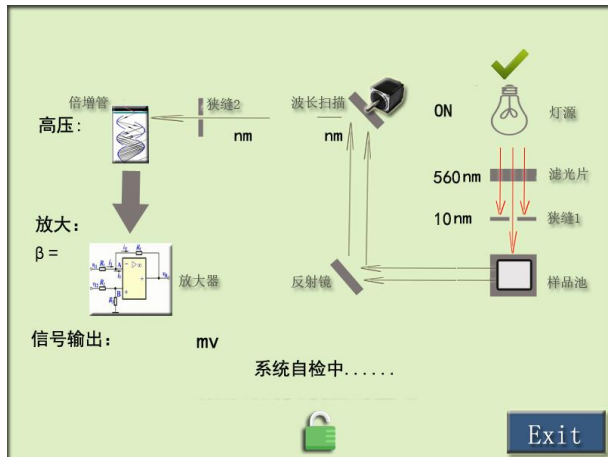 倍增管
狭缝2
波长扫描
ON
灯源
高压:
nm
nm
560nm
滤光片
10nm
狭缝1
放大:
β=
放大器
反射镜
样品池
信号输出:
mv
系统自检中......
Exit